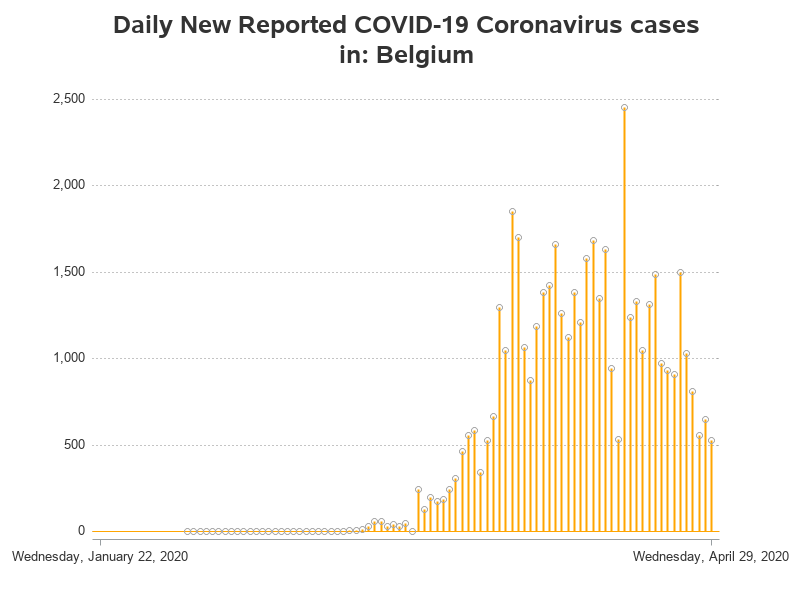 Daily New Reported COVID-19 Coronavirus cases
in: Belgium
2,500
2,000
1,500
1,000
500
0
Wednesday, January 22, 2020
Wednesday, April 29, 2020